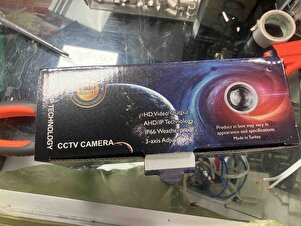 IP TECHNOLOGY
CCTV CAMERA
HD Video Output
AHD/IP Technology
IP66 Weatherproof
3-axis
Product in box may vary in
appearance and specifications.
Made in Turkey